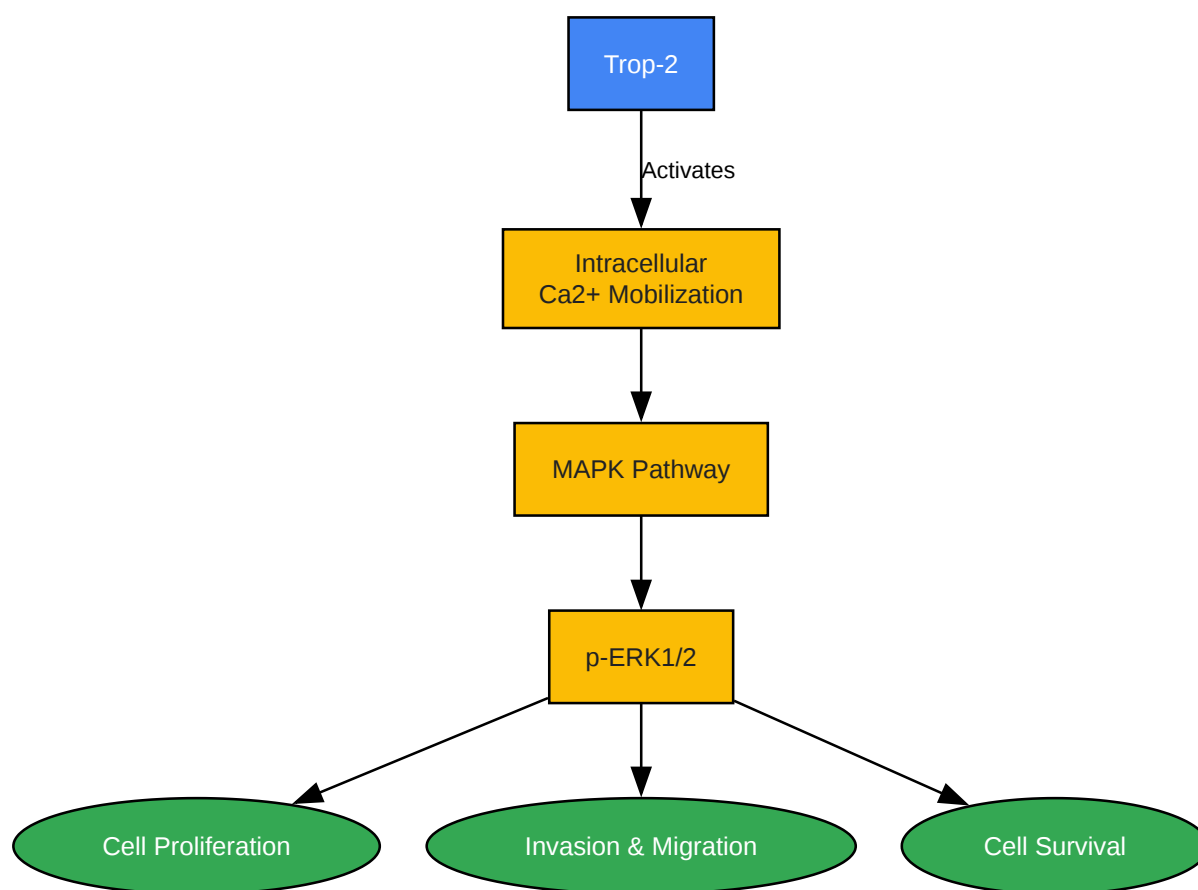 Trop-2
Activates
Intracellular
Ca2+ Mobilization
MAPK Pathway
p-ERK1/2
Cell Proliferation
Invasion & Migration
Cell Survival